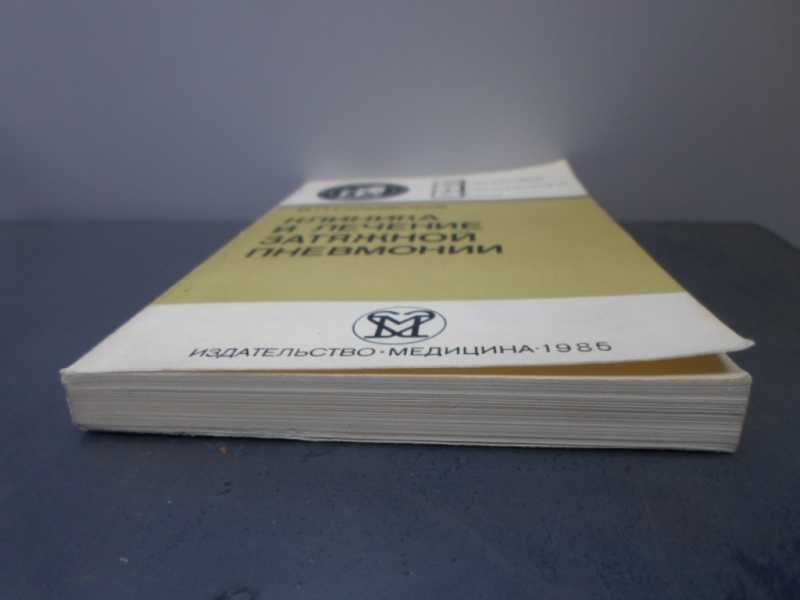 КЛИНИКА
И ЛЕЧЕНИЕ
ЗАТЯЖНОЙ
ПНЕВМОНИИ
ИЗДАТЕЛЬСТВО·МЕДИЦИНА·1985